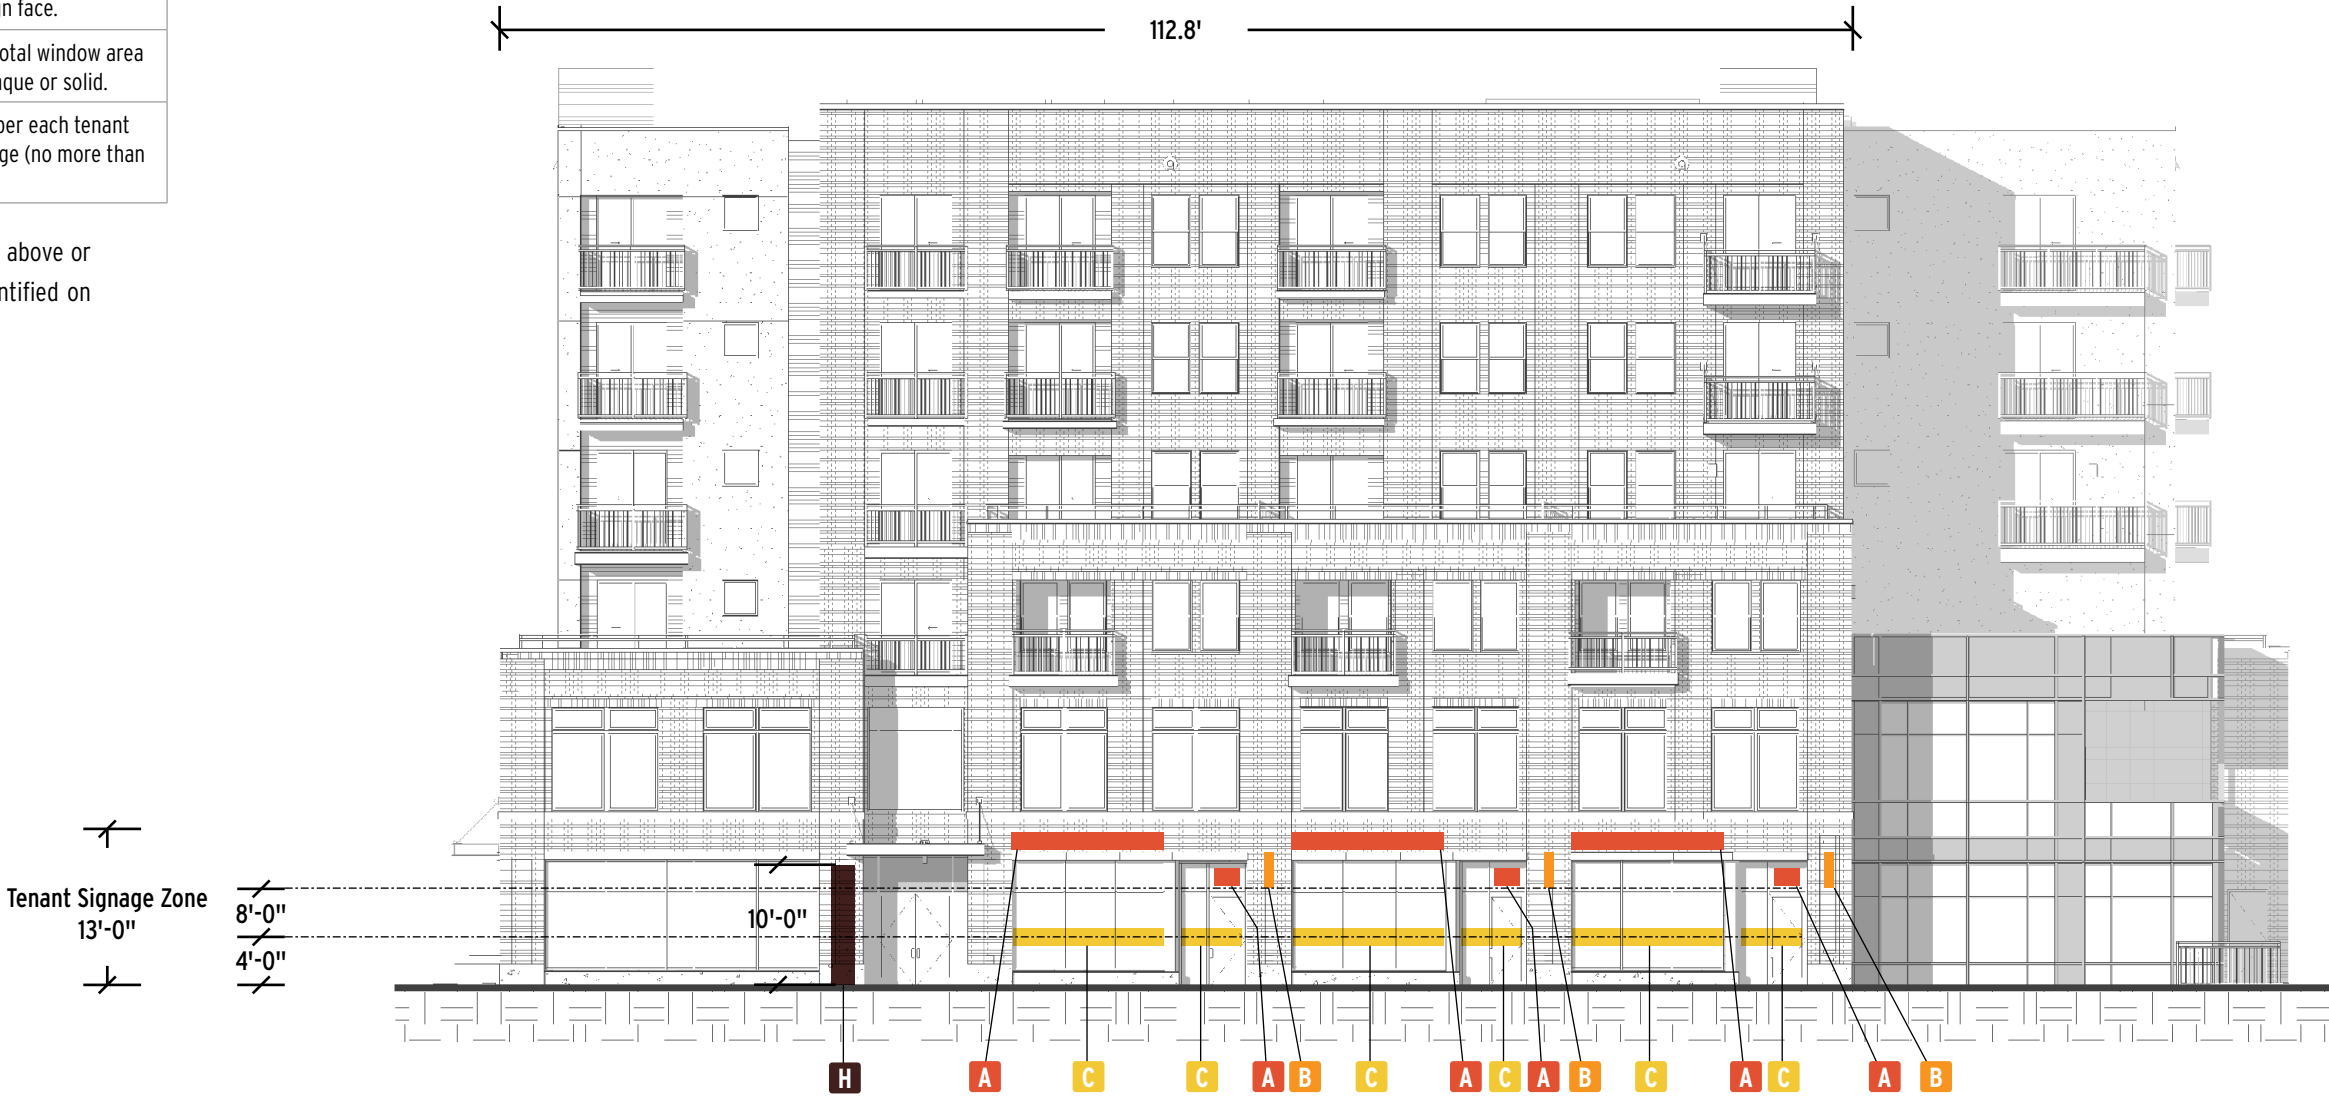 n face.
otal window area
que or solid.
per each tenant
ge (no more than
above or
ntified on
112.8'
Tenant Signage Zone
13'-0"
8'-0"
4'-0"
10'-0"
H A C C A B C A C A B C A C A B